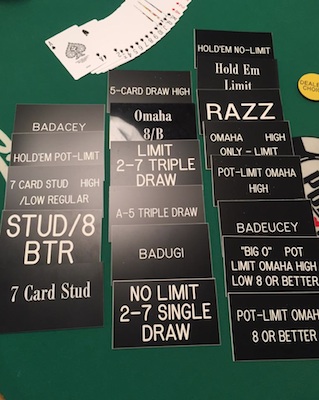 BADACEY
HOLD'EM POT-LIMIT
7 CARD STUD HIGH
/LOW REGULAR
STUD/8
BTR
7 Card Stud
5-CARD DRAW HIGH
Omaha
8/B
LIMIT
2-7 TRIPLE
DRAW
A-5 TRIPLE DRAW
BADUGI
NO LIMIT
2-7 SINGLE
DRAW
HOLD'EM NO-LIMIT
Hold Em
Limit
RAZZ
OMAHA HIGH
ONLY - LIMIT
POT-LIMIT OMAHA
HIGH
BADEUCEY
"BIG O" POT
LIMIT OMAHA HIGH
LOW 8 OR BETTER
POT-LIMIT OMAHA
8 OR BETTER
DEALER
CHOICE